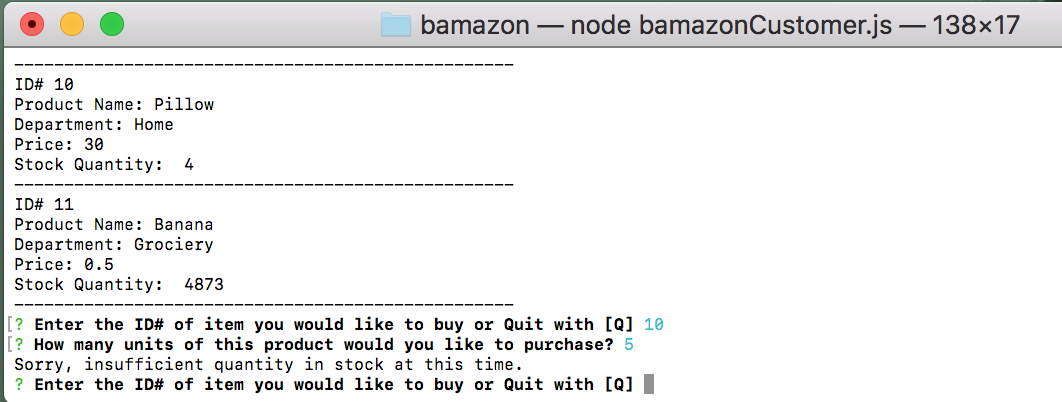 bamazon — node bamazonCustomer.js — 138×17
--------------------------------------------------
ID# 10
Product Name: Pillow
Department: Home
Price: 30
Stock Quantity:  4
--------------------------------------------------
ID# 11
Product Name: Banana
Department: Grociery
Price: 0.5
Stock Quantity:  4873
--------------------------------------------------
[? Enter the ID# of item you would like to buy or Quit with [Q] 10
[? How many units of this product would you like to purchase? 5
Sorry, insufficient quantity in stock at this time.
? Enter the ID# of item you would like to buy or Quit with [Q]